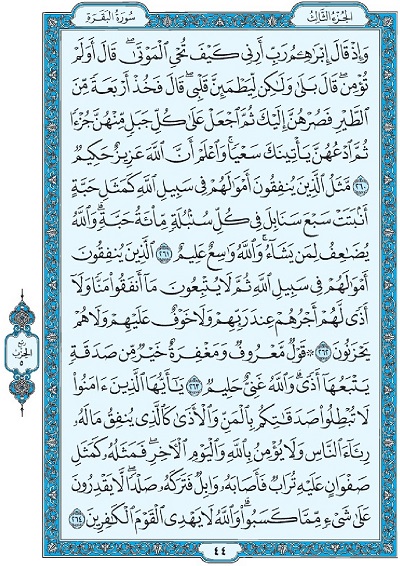 الجزء الثالث
سورة البقرة
وَإِذْ قَالَ إِبْرَٰهِـۧمُ رَبِّ أَرِنِى كَيْفَ تُحْىِ ٱلْمَوْتَىٰ ۖ قَالَ أَوَلَمْ
تُؤْمِن ۖ قَالَ بَلَىٰ وَلَـٰكِن لِّيَطْمَئِنَّ قَلْبِى ۖ قَالَ فَخُذْ أَرْبَعَةً مِّنَ
ٱلطَّيْرِ فَصُرْهُنَّ إِلَيْكَ ثُمَّ ٱجْعَلْ عَلَىٰ كُلِّ جَبَلٍ مِّنْهُنَّ جُزْءًا
ثُمَّ ٱدْعُهُنَّ يَأْتِينَكَ سَعْيًا ۚ وَٱعْلَمْ أَنَّ ٱللَّهَ عَزِيزٌ حَكِيمٌ
٢٦٠ مَّثَلُ ٱلَّذِينَ يُنفِقُونَ أَمْوَٰلَهُمْ فِى سَبِيلِ ٱللَّهِ كَمَثَلِ حَبَّةٍ
أَنۢبَتَتْ سَبْعَ سَنَابِلَ فِى كُلِّ سُنۢبُلَةٍ مِّا۟ئَةُ حَبَّةٍ ۗ وَٱللَّهُ
يُضَـٰعِفُ لِمَن يَشَآءُ ۗ وَٱللَّهُ وَٰسِعٌ عَلِيمٌ ٢٦١ ٱلَّذِينَ يُنفِقُونَ
أَمْوَٰلَهُمْ فِى سَبِيلِ ٱللَّهِ ثُمَّ لَا يُتْبِعُونَ مَآ أَنفَقُوا۟ مَنًّا وَلَآ
أَذًى ۙ لَّهُمْ أَجْرُهُمْ عِندَ رَبِّهِمْ وَلَا خَوْفٌ عَلَيْهِمْ وَلَا هُمْ
يَحْزَنُونَ ٢٦٢ ۞ قَوْلٌ مَّعْرُوفٌ وَمَغْفِرَةٌ خَيْرٌ مِّن صَدَقَةٍ
يَتْبَعُهَآ أَذًى ۗ وَٱللَّهُ غَنِىٌّ حَلِيمٌ ٢٦٣ يَـٰٓأَيُّهَا ٱلَّذِينَ ءَامَنُوا۟
لَا تُبْطِلُوا۟ صَدَقَـٰتِكُم بِٱلْمَنِّ وَٱلْأَذَىٰ كَٱلَّذِى يُنفِقُ مَالَهُۥ
رِئَآءَ ٱلنَّاسِ وَلَا يُؤْمِنُ بِٱللَّهِ وَٱلْيَوْمِ ٱلْـَٔاخِرِ ۖ فَمَثَلُهُۥ كَمَثَلِ
صَفْوَانٍ عَلَيْهِ تُرَابٌ فَأَصَابَهُۥ وَابِلٌ فَتَرَكَهُۥ صَلْدًا ۖ لَّا يَقْدِرُونَ
عَلَىٰ شَىْءٍ مِّمَّا كَسَبُوا۟ ۗ وَٱللَّهُ لَا يَهْدِى ٱلْقَوْمَ ٱلْكَـٰفِرِينَ ٢٦٤
ربع
الحزب
٥
٤٤